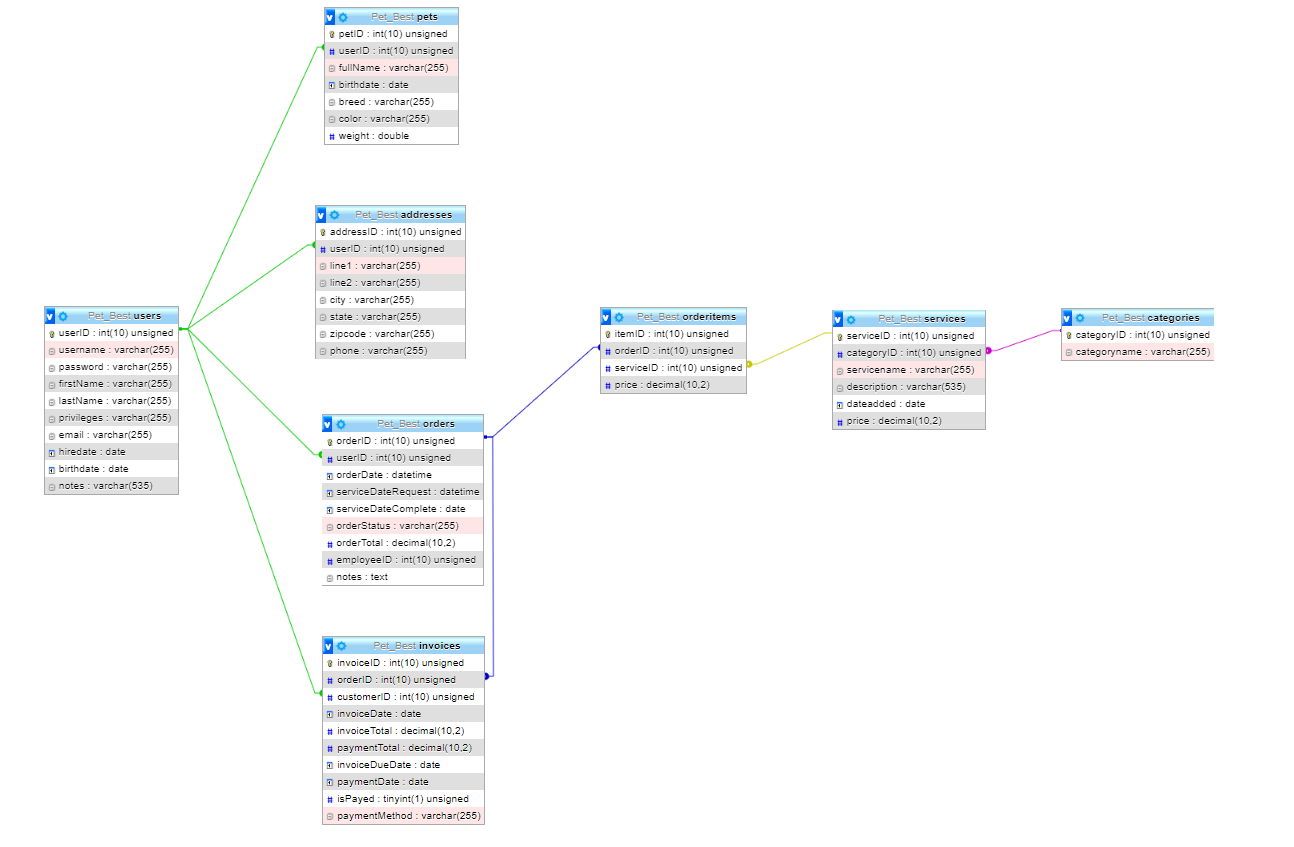 Pet_Best pets
petID : int(10) unsigned
userID : int(10) unsigned
fullName : varchar(255)
birthdate : date
breed : varchar(255)
color : varchar(255)
weight : double
Pet_Best addresses
addressID : int(10) unsigned
userID : int(10) unsigned
line1 : varchar(255)
line2 : varchar(255)
city : varchar(255)
state : varchar(255)
zipcode : varchar(255)
phone : varchar(255)
Pet_Best users
userID : int(10) unsigned
username : varchar(255)
password : varchar(255)
firstName : varchar(255)
lastName : varchar(255)
privileges : varchar(255)
email : varchar(255)
hiredate : date
birthdate : date
notes : varchar(535)
Pet_Best orderitems
itemID : int(10) unsigned
orderID : int(10) unsigned
serviceID : int(10) unsigned
price : decimal(10,2)
Pet_Best services
serviceID : int(10) unsigned
categoryID : int(10) unsigned
servicename : varchar(255)
description : varchar(535)
dateadded : date
price : decimal(10,2)
Pet_Best categories
categoryID : int(10) unsigned
categoryname : varchar(255)
Pet_Best orders
orderID : int(10) unsigned
userID : int(10) unsigned
orderDate : datetime
serviceDateRequest : datetime
serviceDateComplete : date
orderStatus : varchar(255)
orderTotal : decimal(10,2)
employeeID : int(10) unsigned
notes : text
Pet_Best invoices
invoiceID : int(10) unsigned
orderID : int(10) unsigned
customerID : int(10) unsigned
invoiceDate : date
invoiceTotal : decimal(10,2)
paymentTotal : decimal(10,2)
invoiceDueDate : date
paymentDate : date
isPayed : tinyint(1) unsigned
paymentMethod : varchar(255)